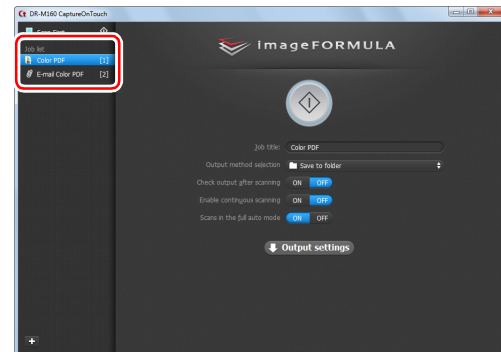 DR-M160 CaptureOnTouch
Scan First
Job list
Color PDF [1]
E-mail Color PDF [2]
imageFORMULA
Job title: Color PDF
Output method selection Save to folder
Check output after scanning ON OFF
Enable continuous scanning ON OFF
Scans in the full auto mode ON OFF
Output settings